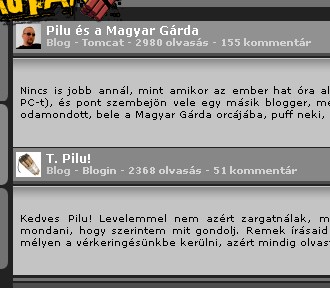 Pilu és a Magyar Gárda
Blog - Tomcat - 2980 olvasás - 155 kommentár
Nincs is jobb annál, mint amikor az ember hat óra al
PC-t), és pont szembejön vele egy másik blogger, me
odamondott, bele a Magyar Gárda orcájába, puff neki,
T. Pilu!
Blog - Blogin - 2368 olvasás - 51 kommentár
Kedves Pilu! Levelemmel nem azért zargatnálak, m
mondani, hogy szerintem mit gondolj. Remek írásaid
mélyen a vérkeringésünkbe kerülni, azért mindig olvas